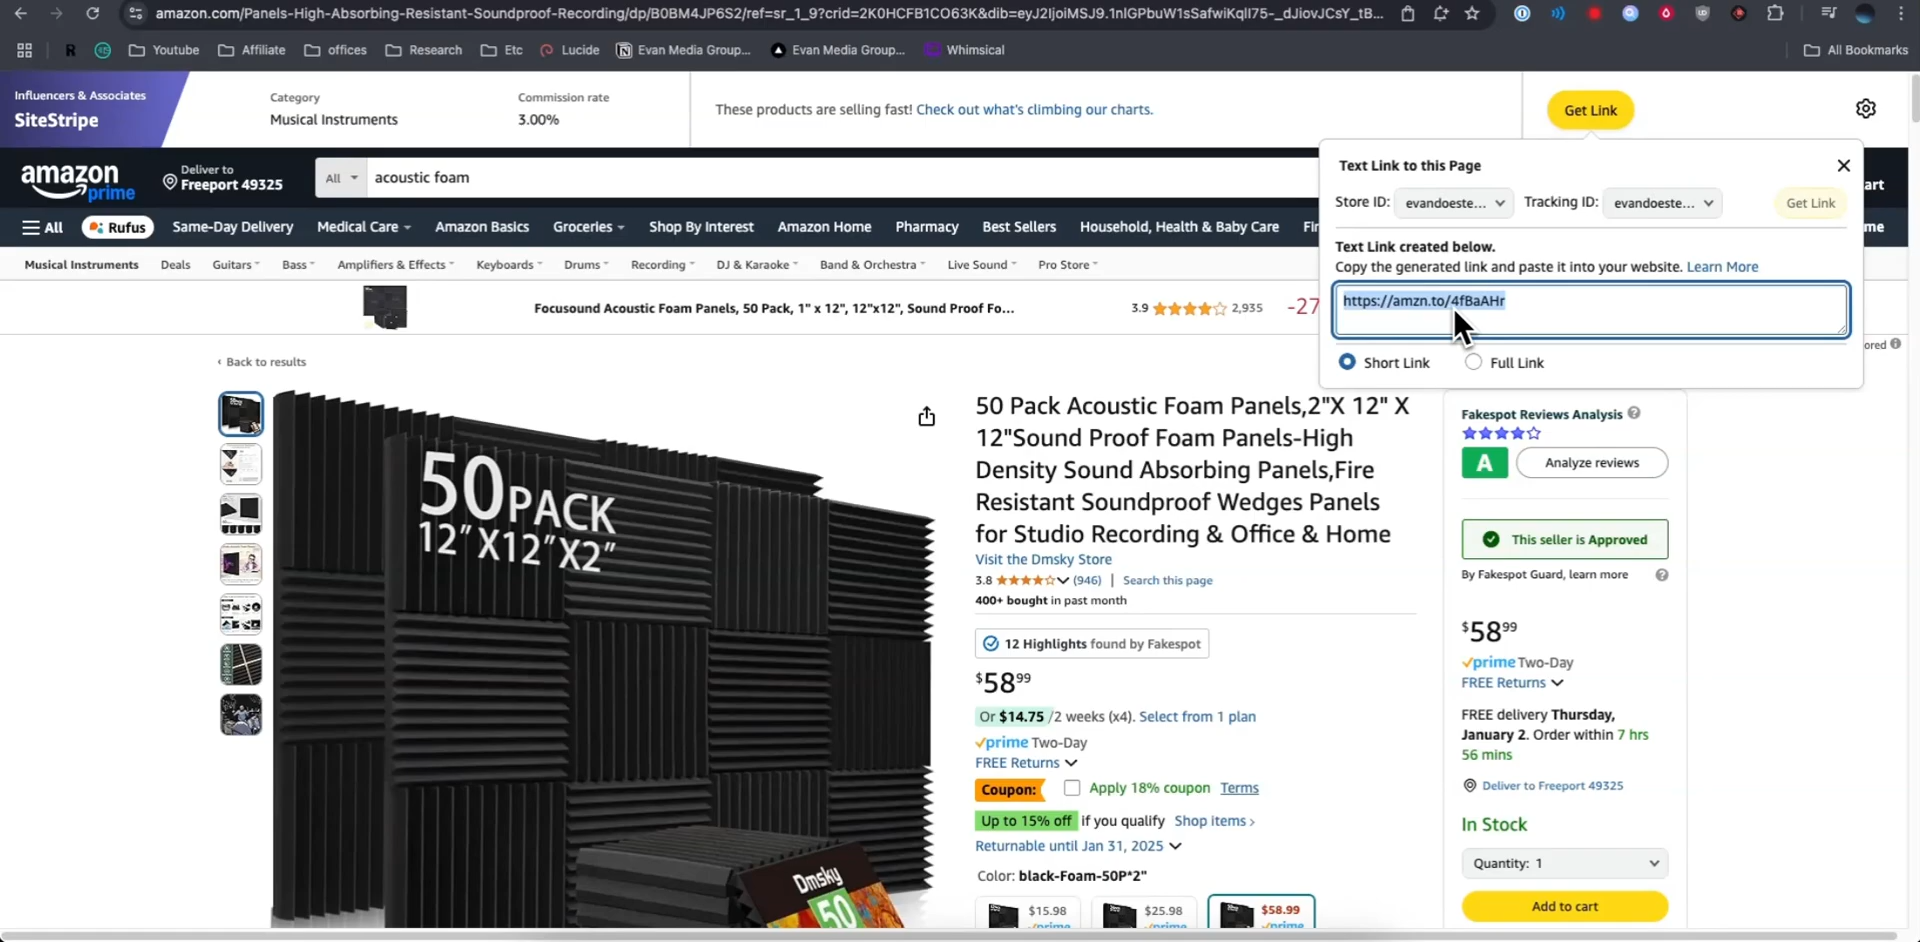 amazon.com/Panels-High-Absorbing-Resistant-Soundproof-Recording/dp/B0BM4JP6S2/ref=sr_1_9?crid=2K0HCFB1CO63K&dib=eyJ2IjoiMSJ9.1nlGPbuW1sSafwiKqlI75-_dJiovJCsY_tB...
Youtube Affiliate offices Research Etc Lucide Evan Media Group... Evan Media Group... Whimsical All Bookmarks
Influencers & Associates
SiteStripe
Category
Musical Instruments
Commission rate
3.00%
These products are selling fast! Check out what's climbing our charts.
Get Link
amazon
prime
Deliver to
Freeport 49325
All
acoustic foam
Text Link to this Page
Store ID: evandoeste... Tracking ID: evandoeste... Get Link
Text Link created below.
Copy the generated link and paste it into your website. Learn More
https://amzn.to/4fBaAHr
Short Link Full Link
All Rufus Same-Day Delivery Medical Care Amazon Basics Groceries Shop By Interest Amazon Home Pharmacy Best Sellers Household, Health & Baby Care
Musical Instruments Deals Guitars Bass Amplifiers & Effects Keyboards Drums Recording DJ & Karaoke Band & Orchestra Live Sound Pro Store
Focusound Acoustic Foam Panels, 50 Pack, 1" x 12", 12"x12", Sound Proof Fo...
3.9 2,935 -27
ored
‹ Back to results
50 PACK
12"X12"X2"
Dmsky
50
50 Pack Acoustic Foam Panels,2"X 12" X
12"Sound Proof Foam Panels-High
Density Sound Absorbing Panels,Fire
Resistant Soundproof Wedges Panels
for Studio Recording & Office & Home
Visit the Dmsky Store
3.8 (946) | Search this page
400+ bought in past month
12 Highlights found by Fakespot
$58 99
Or $14.75 /2 weeks (x4). Select from 1 plan
prime Two-Day
FREE Returns
Coupon: Apply 18% coupon Terms
Up to 15% off if you qualify Shop items ›
Returnable until Jan 31, 2025
Color: black-Foam-50P*2"
$15.98 $25.98 $58.99
prime prime prime
Fakespot Reviews Analysis
A Analyze reviews
This seller is Approved
By Fakespot Guard, learn more
$58 99
prime Two-Day
FREE Returns
FREE delivery Thursday,
January 2. Order within 7 hrs
56 mins
Deliver to Freeport 49325
In Stock
Quantity: 1
Add to cart